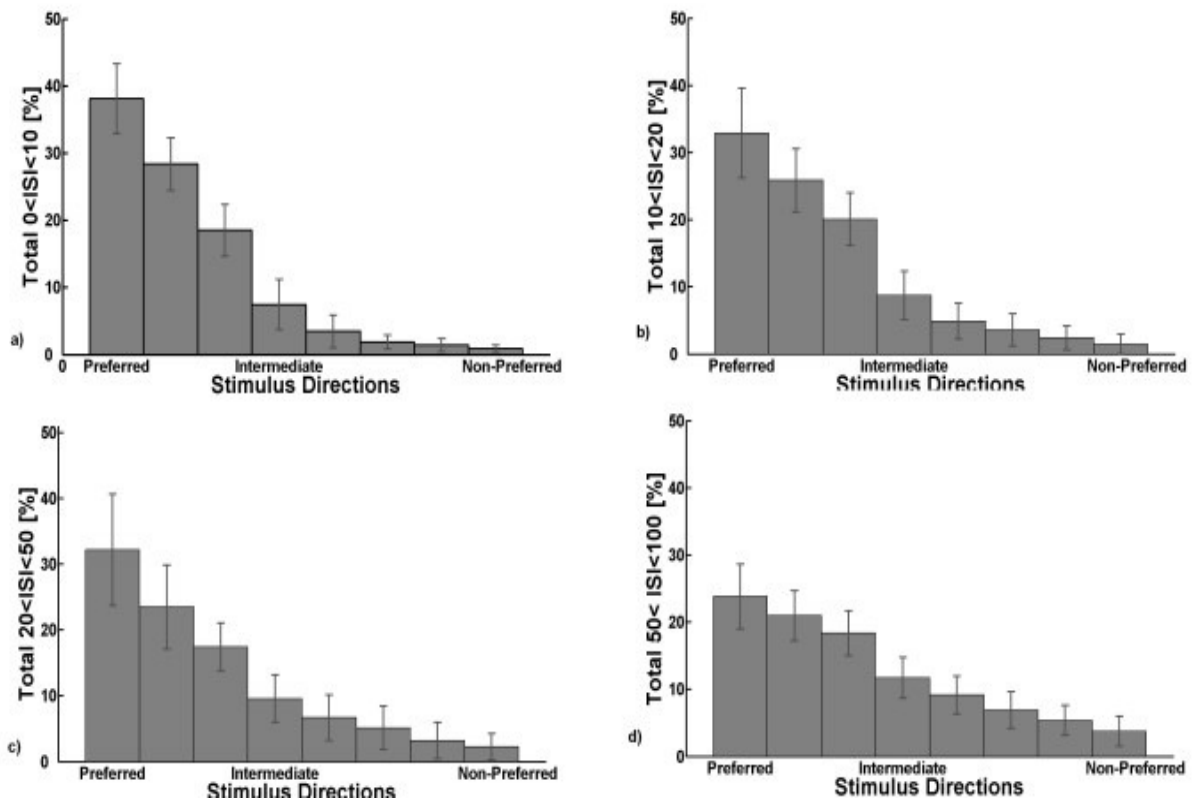 50
40
30
20
10
0
Total 0<ISI<10 [%]
a)
0 Preferred Intermediate Non-Preferred
Stimulus Directions
50
40
30
20
10
0
Total 10<ISI<20 [%]
b)
Preferred Intermediate Non-Preferred
Stimulus Directions
50
40
30
20
10
0
Total 20<ISI<50 [%]
c)
Preferred Intermediate Non-Preferred
Stimulus Directions
50
40
30
20
10
0
Total 50< ISI<100 [%]
d)
Preferred Intermediate Non-Preferred
Stimulus Directions